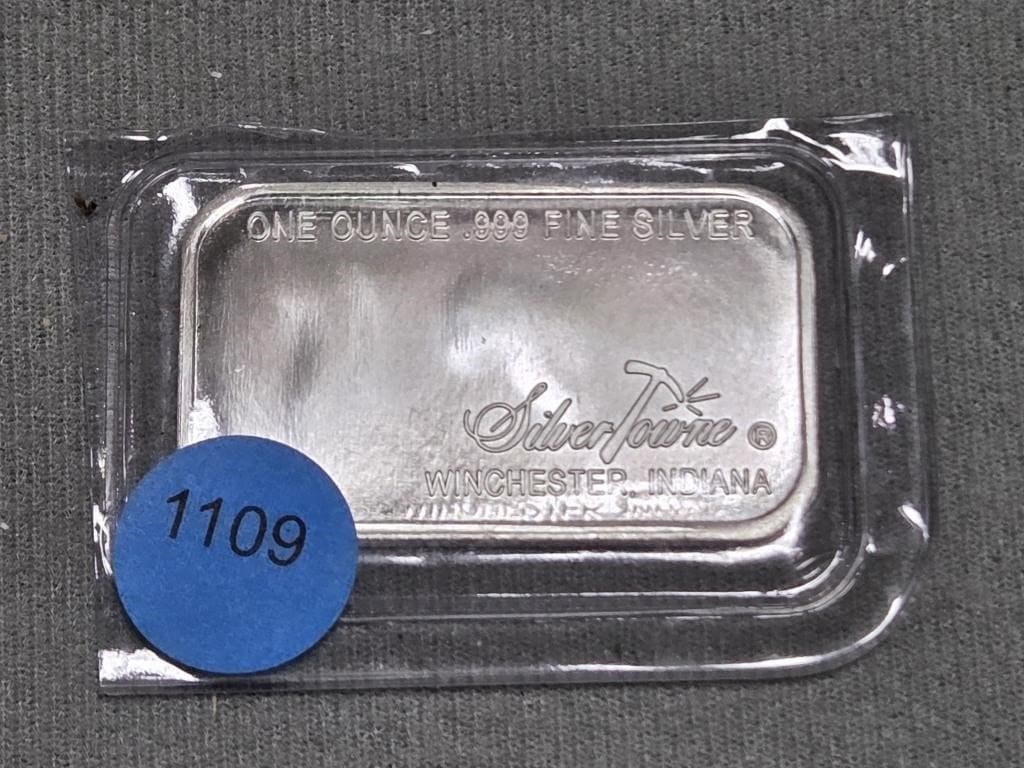 ONE OUNCE .999 FINE SILVER
SilverTowne ®
WINCHESTER, INDIANA
1109